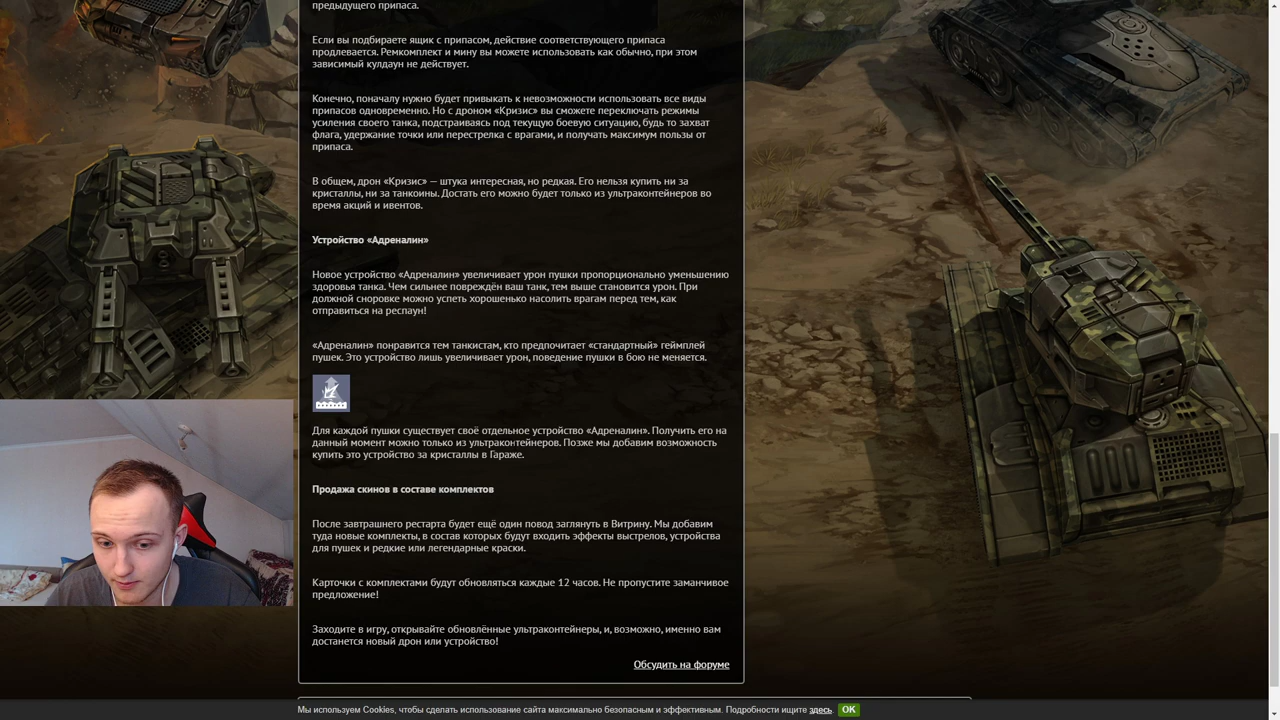 предыдущего припаса.
Если вы подбираете ящик с припасом, действие соответствующего припаса
продлевается. Ремкомплект и мину вы можете использовать как обычно, при этом
зависимый кулдаун не действует.
Конечно, поначалу нужно будет привыкать к невозможности использовать все виды
припасов одновременно. Но с дроном «Кризис» вы сможете переключать режимы
усиления своего танка, подстраиваясь под текущую боевую ситуацию, будь то захват
флага, удержание точки или перестрелка с врагами, и получать максимум пользы от
припаса.
В общем, дрон «Кризис» — штука интересная, но редкая. Его нельзя купить ни за
кристаллы, ни за танкоины. Достать его можно будет только из ультраконтейнеров во
время акций и ивентов.
Устройство «Адреналин»
Новое устройство «Адреналин» увеличивает урон пушки пропорционально уменьшению
здоровья танка. Чем сильнее повреждён ваш танк, тем выше становится урон. При
должной сноровке можно успеть хорошенько насолить врагам перед тем, как
отправиться на респаун!
«Адреналин» понравится тем танкистам, кто предпочитает «стандартный» геймплей
пушек. Это устройство лишь увеличивает урон, поведение пушки в бою не меняется.
Для каждой пушки существует своё отдельное устройство «Адреналин». Получить его на
данный момент можно только из ультраконтейнеров. Позже мы добавим возможность
купить это устройство за кристаллы в Гараже.
Продажа скинов в составе комплектов
После завтрашнего рестарта будет ещё один повод заглянуть в Витрину. Мы добавим
туда новые комплекты, в состав которых будут входить эффекты выстрелов, устройства
для пушек и редкие или легендарные краски.
Карточки с комплектами будут обновляться каждые 12 часов. Не пропустите заманчивое
предложение!
Заходите в игру, открывайте обновлённые ультраконтейнеры, и, возможно, именно вам
достанется новый дрон или устройство!
Обсудить на форуме
Мы используем Cookies, чтобы сделать использование сайта максимально безопасным и эффективным. Подробности ищите здесь. OK